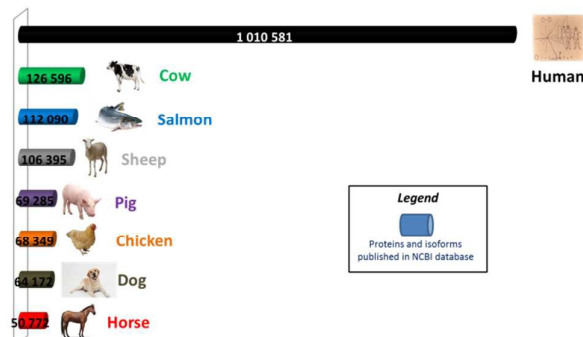 1 010 581
Human
126 596
Cow
112 090
Salmon
106 395
Sheep
69 285
Pig
68 349
Chicken
64 172
Dog
50 772
Horse
Legend
Proteins and isoforms
published in NCBI database